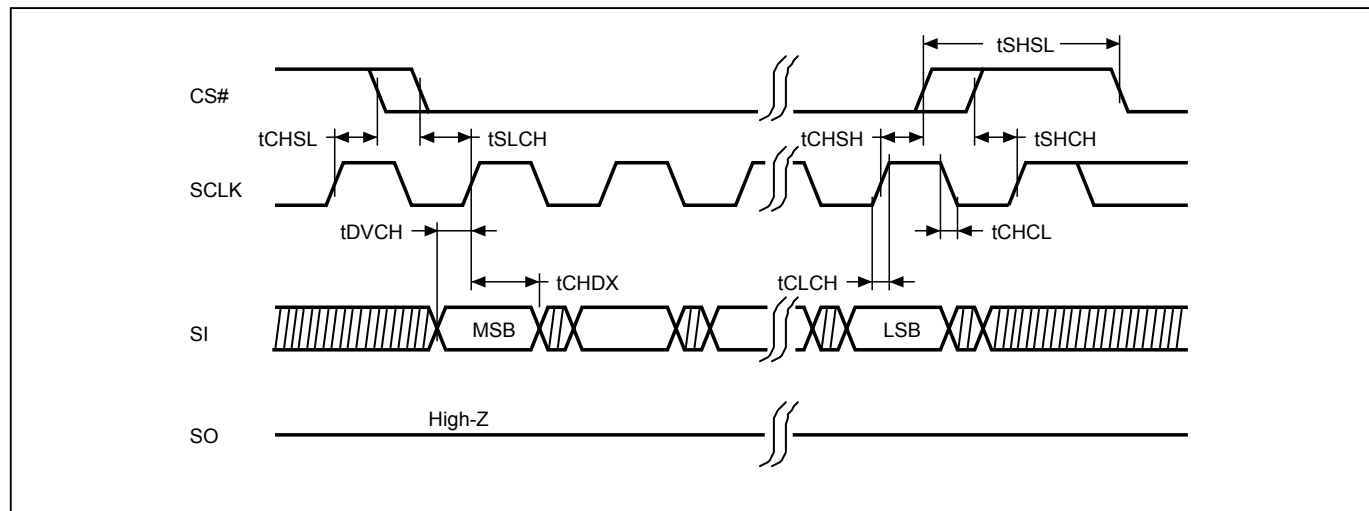 tSHSL
CS#
tCHSL
tSLCH
tCHSH
tSHCH
SCLK
tDVCH
tCHCL
tCHDX
tCLCH
SI
MSB
LSB
High-Z
SO